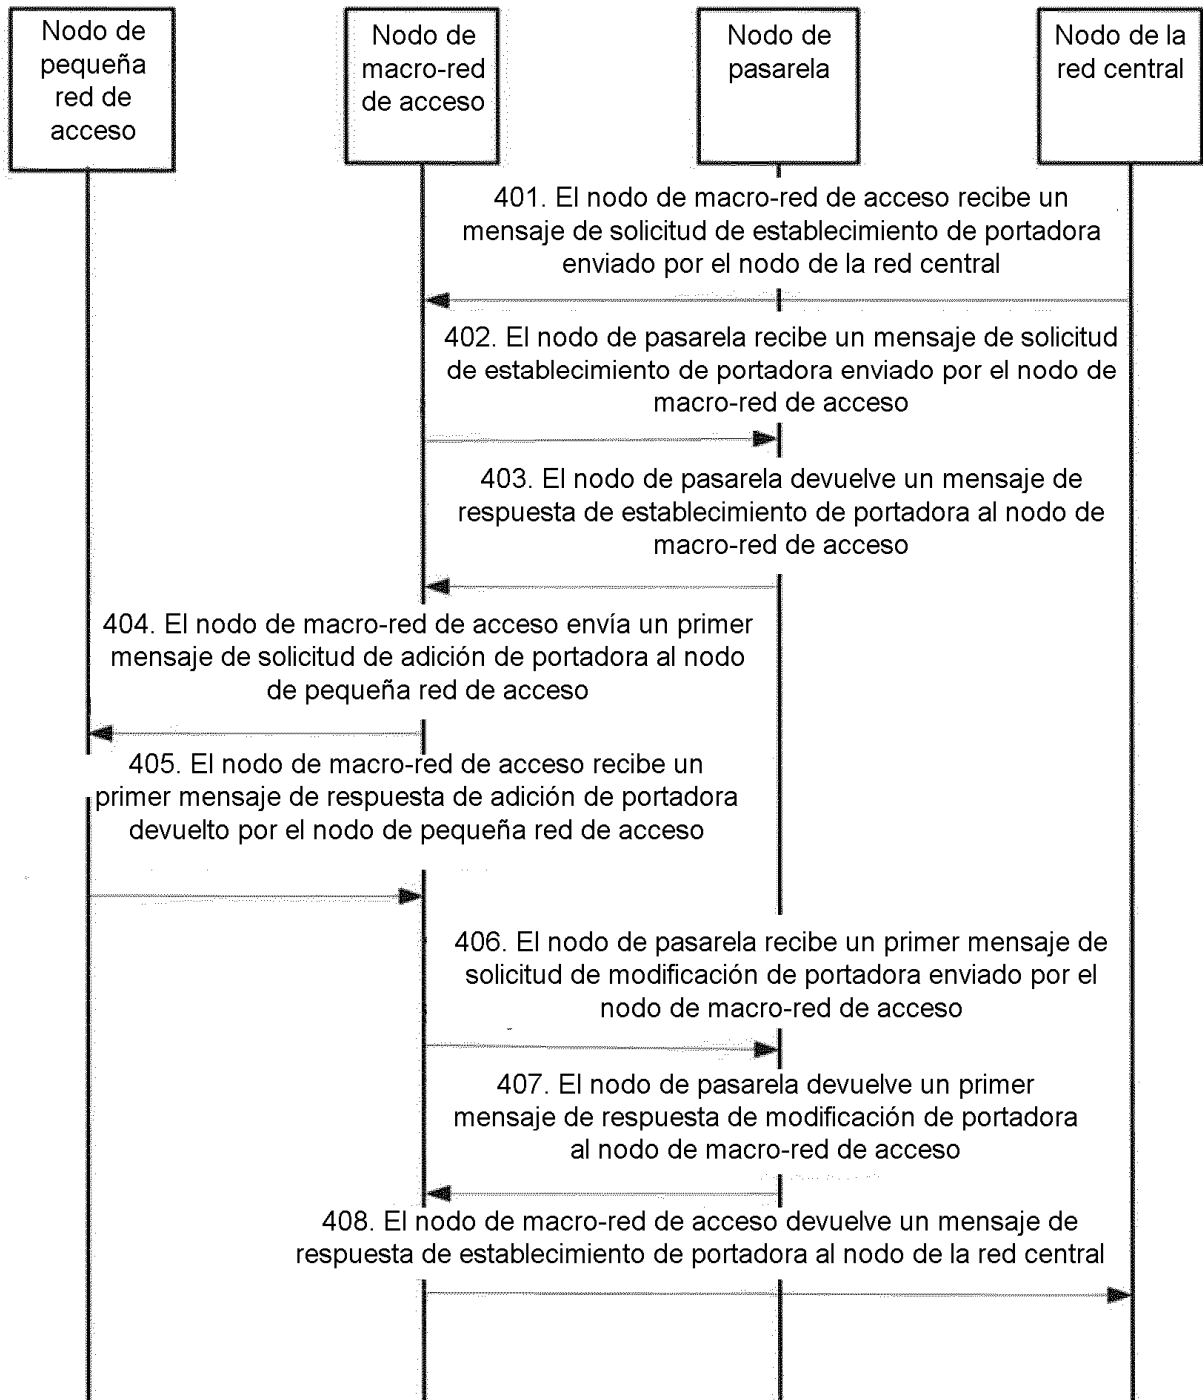 Nodo de
pequeña
red de
acceso
Nodo de
macro-red
de acceso
Nodo de
pasarela
Nodo de la
red central
401. El nodo de macro-red de acceso recibe un
mensaje de solicitud de establecimiento de portadora
enviado por el nodo de la red central
402. El nodo de pasarela recibe un mensaje de solicitud
de establecimiento de portadora enviado por el nodo de
macro-red de acceso
403. El nodo de pasarela devuelve un mensaje de
respuesta de establecimiento de portadora al nodo de
macro-red de acceso
404. El nodo de macro-red de acceso envía un primer
mensaje de solicitud de adición de portadora al nodo
de pequeña red de acceso
405. El nodo de macro-red de acceso recibe un
primer mensaje de respuesta de adición de portadora
devuelto por el nodo de pequeña red de acceso
406. El nodo de pasarela recibe un primer mensaje de
solicitud de modificación de portadora enviado por el
nodo de macro-red de acceso
407. El nodo de pasarela devuelve un primer
mensaje de respuesta de modificación de portadora
al nodo de macro-red de acceso
408. El nodo de macro-red de acceso devuelve un mensaje de
respuesta de establecimiento de portadora al nodo de la red central